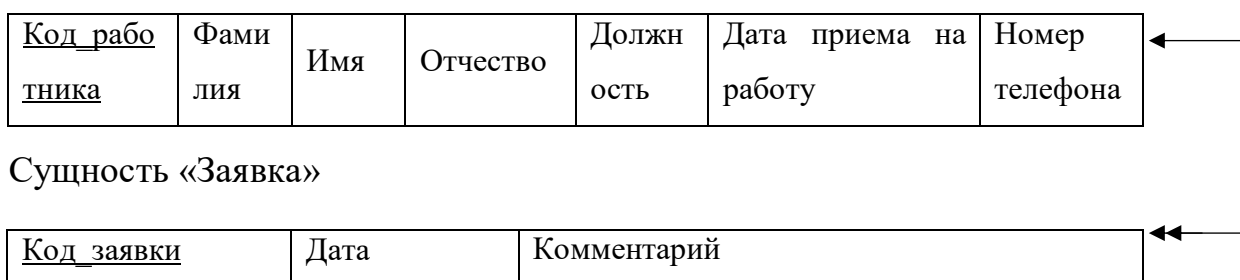 Код_рабо Фами Имя Отчество Должн Дата приема на Номер
тника лия ость работу телефона
Сущность «Заявка»
Код_заявки Дата Комментарий